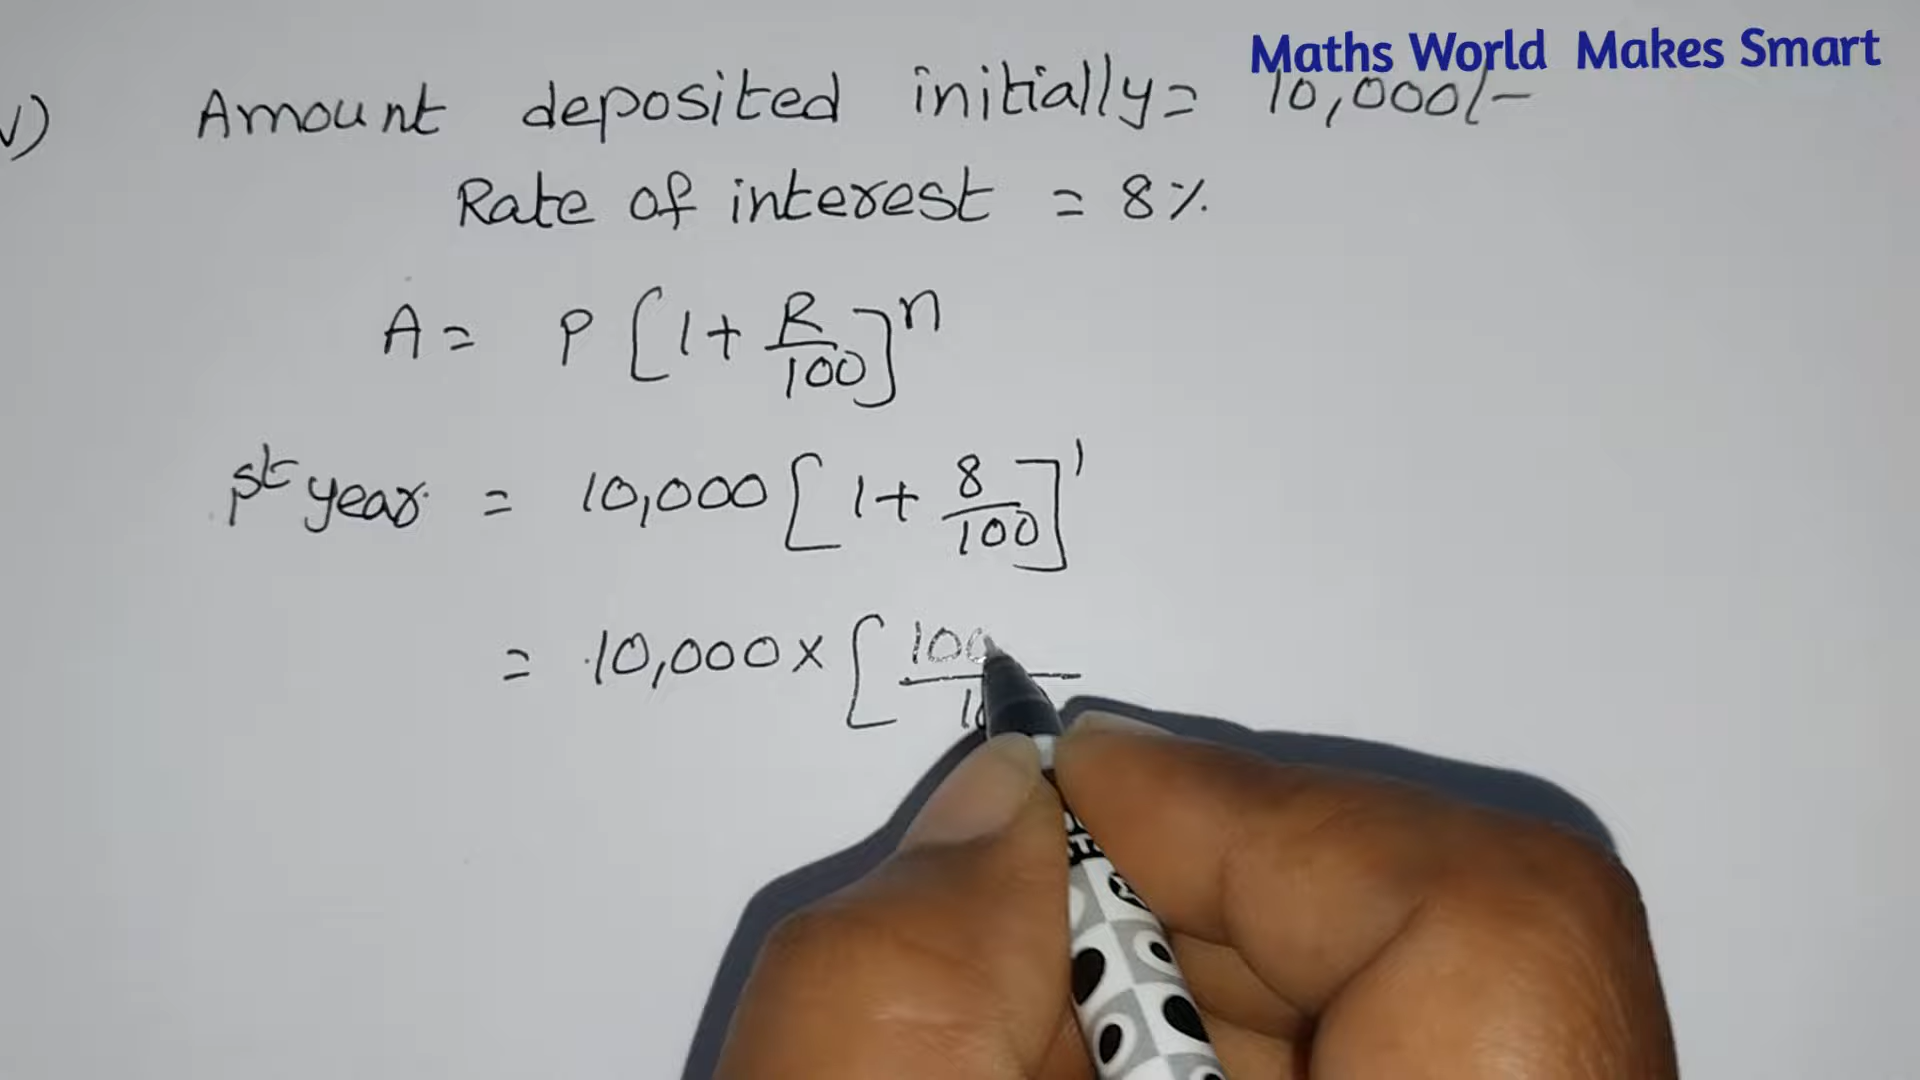 Maths World Makes Smart
v) Amount deposited initially = 10,000/-
Rate of interest = 8%
A = P [1 + R/100]^n
1st year = 10,000 [1 + 8/100]^1
= 10,000 × [100